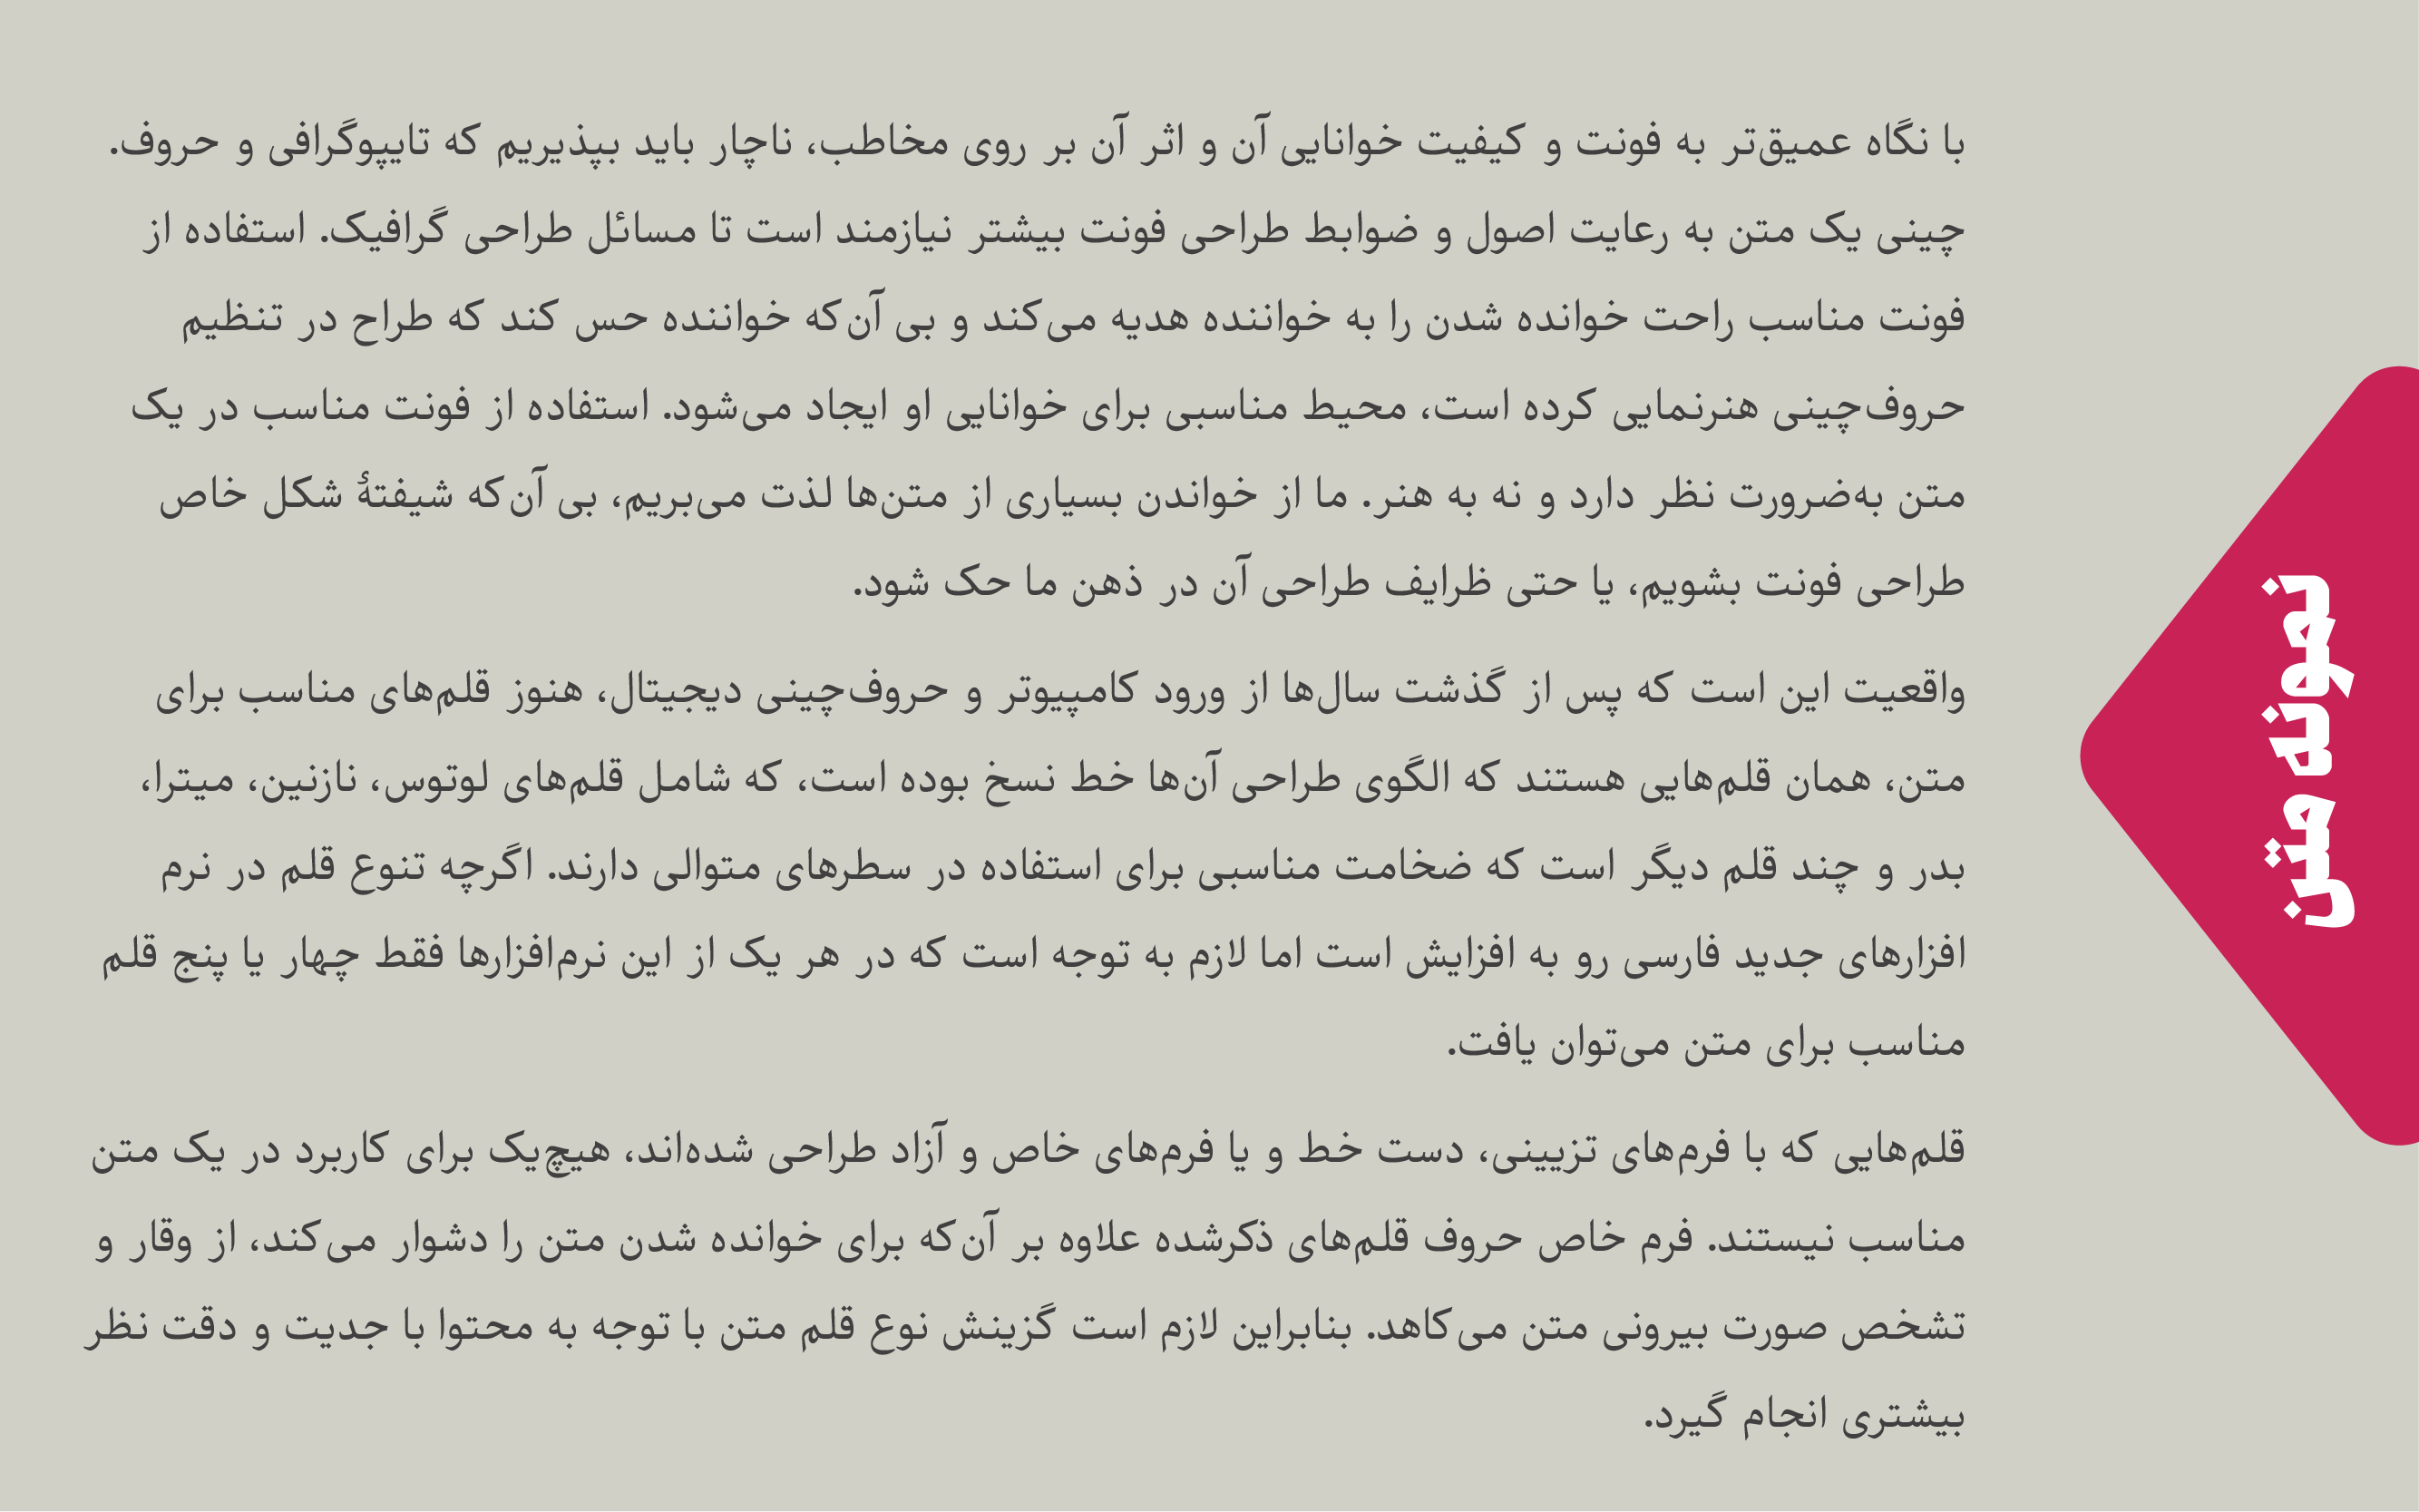 نمونه متن
با نگاه عمیق‌تر به فونت و کیفیت خوانایی آن و اثر آن بر روی مخاطب، ناچار باید بپذیریم که تایپوگرافی و حروف.
چینی یک متن به رعایت اصول و ضوابط طراحی فونت بیشتر نیازمند است تا مسائل طراحی گرافیک. استفاده از
فونت مناسب راحت خوانده شدن را به خواننده هدیه می‌کند و بی آن‌که خواننده حس کند که طراح در تنظیم
حروف‌چینی هنرنمایی کرده است، محیط مناسبی برای خوانایی او ایجاد می‌شود. استفاده از فونت مناسب در یک
متن به‌ضرورت نظر دارد و نه به هنر. ما از خواندن بسیاری از متن‌ها لذت می‌بریم، بی آن‌که شیفتهٔ شکل خاص
طراحی فونت بشویم، یا حتی ظرایف طراحی آن در ذهن ما حک شود.
واقعیت این است که پس از گذشت سال‌ها از ورود کامپیوتر و حروف‌چینی دیجیتال، هنوز قلم‌های مناسب برای
متن، همان قلم‌هایی هستند که الگوی طراحی آن‌ها خط نسخ بوده است، که شامل قلم‌های لوتوس، نازنین، میترا،
بدر و چند قلم دیگر است که ضخامت مناسبی برای استفاده در سطرهای متوالی دارند. اگرچه تنوع قلم در نرم
افزارهای جدید فارسی رو به افزایش است اما لازم به توجه است که در هر یک از این نرم‌افزارها فقط چهار یا پنج قلم
مناسب برای متن می‌توان یافت.
قلم‌هایی که با فرم‌های تزیینی، دست خط و یا فرم‌های خاص و آزاد طراحی شده‌اند، هیچ‌یک برای کاربرد در یک متن
مناسب نیستند. فرم خاص حروف قلم‌های ذکرشده علاوه بر آن‌که برای خوانده شدن متن را دشوار می‌کند، از وقار و
تشخص صورت بیرونی متن می‌کاهد. بنابراین لازم است گزینش نوع قلم متن با توجه به محتوا با جدیت و دقت نظر
بیشتری انجام گیرد.